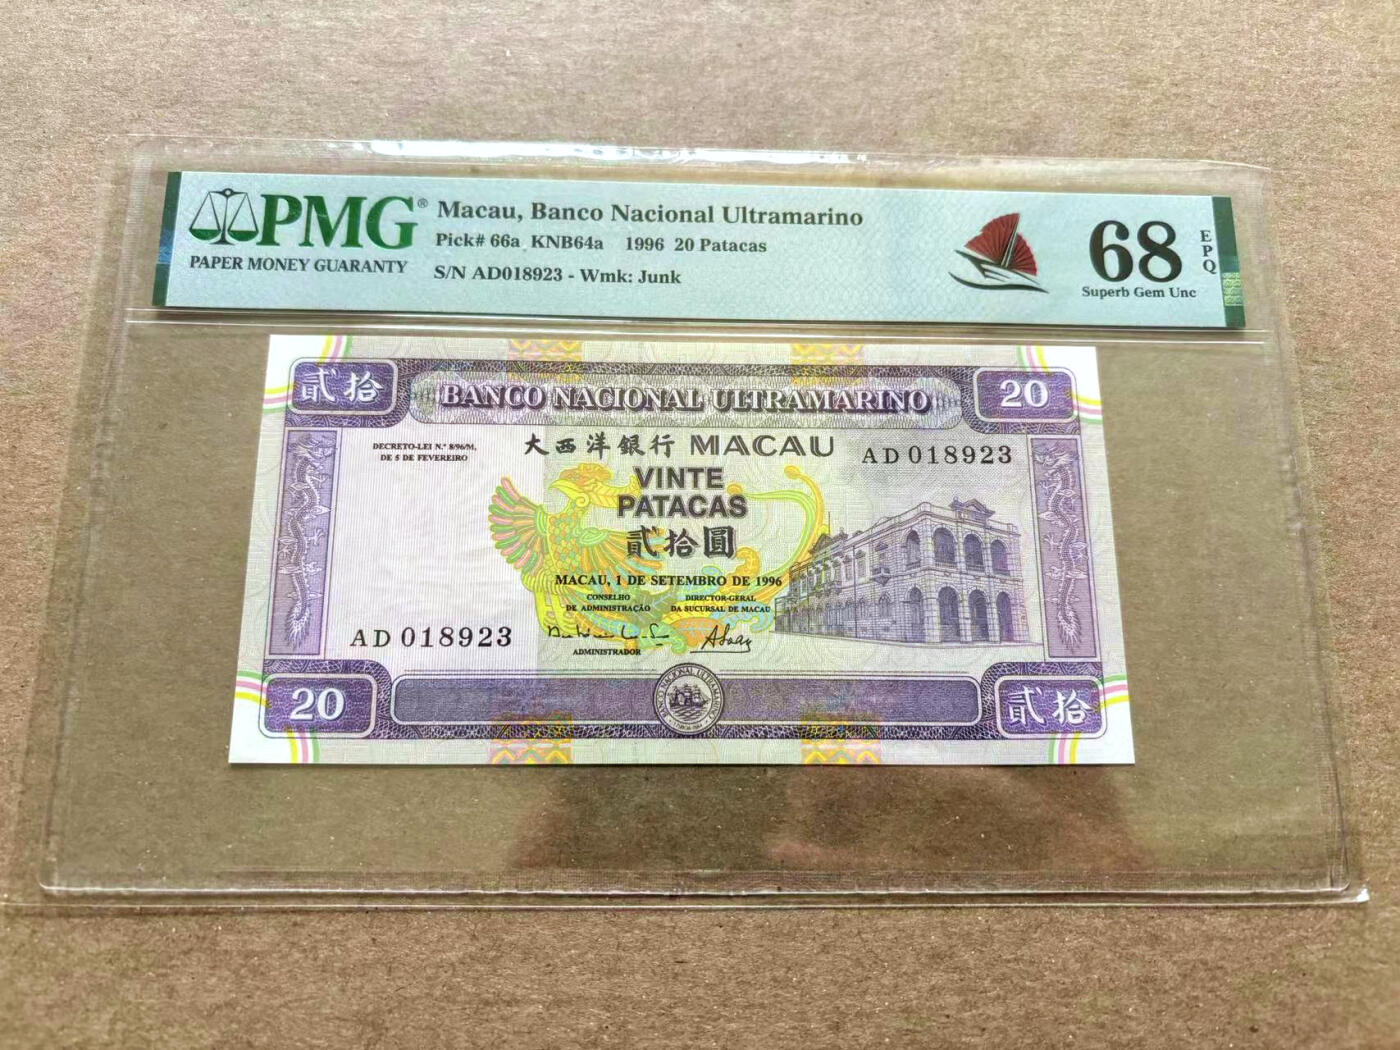 PMG®
PAPER MONEY GUARANTY
Macau, Banco Nacional Ultramarino
Pick# 66a, KNB64a 1996 20 Patacas
S/N AD018923 - Wmk: Junk
68
EPQ
Superb Gem Unc
貳拾
BANCO NACIONAL ULTRAMARINO
20
DECRETO-LEI N.º 8/96/M,
DE 5 DE FEVEREIRO
大西洋銀行 MACAU
AD 018923
VINTE
PATACAS
貳拾圓
MACAU, 1 DE SETEMBRO DE 1996
CONSELHO
DE ADMINISTRAÇÃO
DIRECTOR-GERAL
DA SUCURSAL DE MACAU
AD 018923
ADMINISTRADOR
20
貳拾